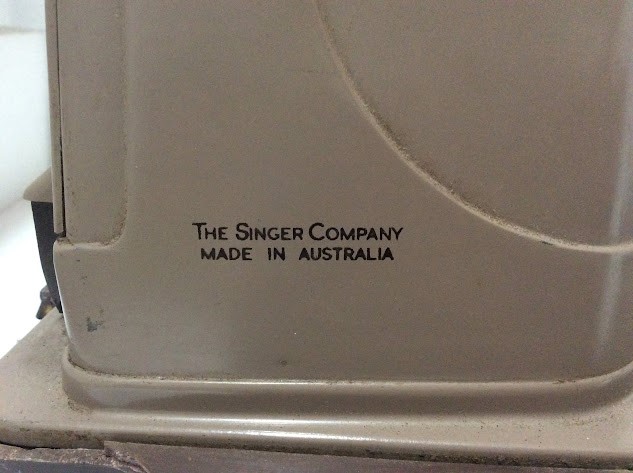 THE SINGER COMPANY
MADE IN AUSTRALIA